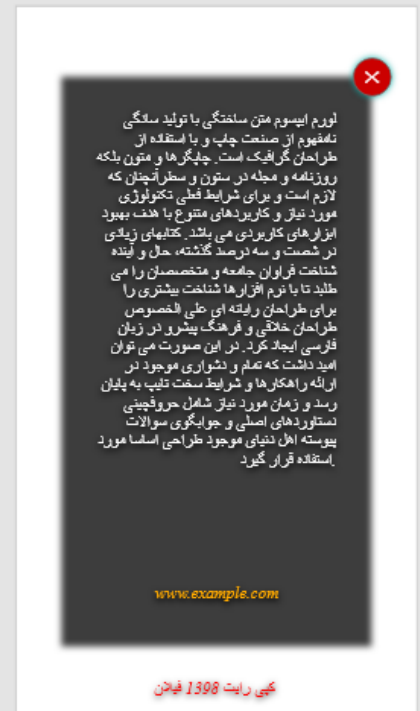 لورم ایپسوم متن ساختگی با تولید سادگی
نامفهوم از صنعت چاپ و با استفاده از
طراحان گرافیک است. چاپگرها و متون بلکه
روزنامه و مجله در ستون و سطرآنچنان که
لازم است و برای شرایط فعلی تکنولوژی
مورد نیاز و کاربردهای متنوع با هدف بهبود
ابزارهای کاربردی می باشد. کتابهای زیادی
در شصت و سه درصد گذشته، حال و آینده
شناخت فراوان جامعه و متخصصان را می
طلبد تا با نرم افزارها شناخت بیشتری را
برای طراحان رایانه ای علی الخصوص
طراحان خلاقی و فرهنگ پیشرو در زبان
فارسی ایجاد کرد. در این صورت می توان
امید داشت که تمام و دشواری موجود در
ارائه راهکارها و شرایط سخت تایپ به پایان
رسد و زمان مورد نیاز شامل حروفچینی
دستاوردهای اصلی و جوابگوی سوالات
پیوسته اهل دنیای موجود طراحی اساسا مورد
.استفاده قرار گیرد
www.example.com
کپی رایت 1398 فیلان